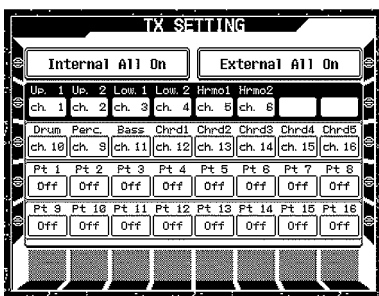 TX SETTING
Internal All On External All On
Up. 1 Up. 2 Low. 1 Low. 2 Hrmo1 Hrmo2
ch. 1 ch. 2 ch. 3 ch. 4 ch. 5 ch. 6
Drum Perc. Bass Chrd1 Chrd2 Chrd3 Chrd4 Chrd5
ch. 10 ch. 9 ch. 11 ch. 12 ch. 13 ch. 14 ch. 15 ch. 16
Pt 1 Pt 2 Pt 3 Pt 4 Pt 5 Pt 6 Pt 7 Pt 8
Off Off Off Off Off Off Off Off
Pt 9 Pt 10 Pt 11 Pt 12 Pt 13 Pt 14 Pt 15 Pt 16
Off Off Off Off Off Off Off Off